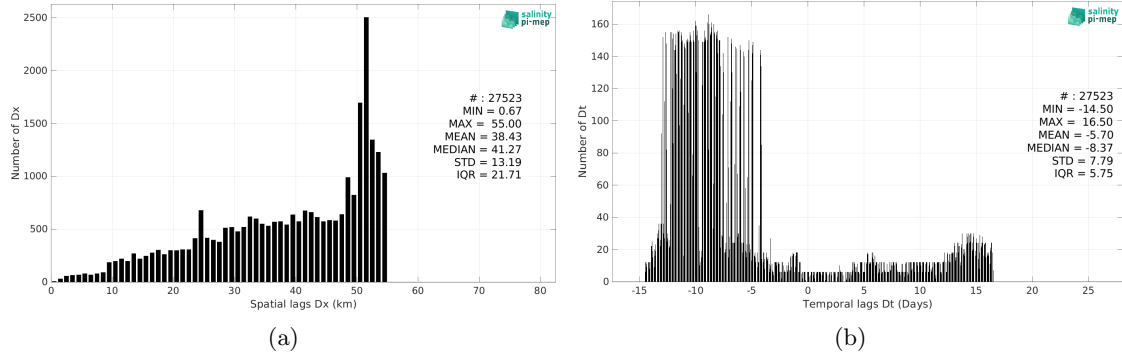 salinity
pi-mep
2500
2000
1500
1000
500
0
Number of Dx
# : 27523
MIN = 0.67
MAX = 55.00
MEAN = 38.43
MEDIAN = 41.27
STD = 13.19
IQR = 21.71
0 10 20 30 40 50 60 70 80
Spatial lags Dx (km)
(a)
salinity
pi-mep
160
140
120
100
80
60
40
20
0
Number of Dt
# : 27523
MIN = -14.50
MAX = 16.50
MEAN = -5.70
MEDIAN = -8.37
STD = 7.79
IQR = 5.75
-15 -10 -5 0 5 10 15 20 25
Temporal lags Dt (Days)
(b)